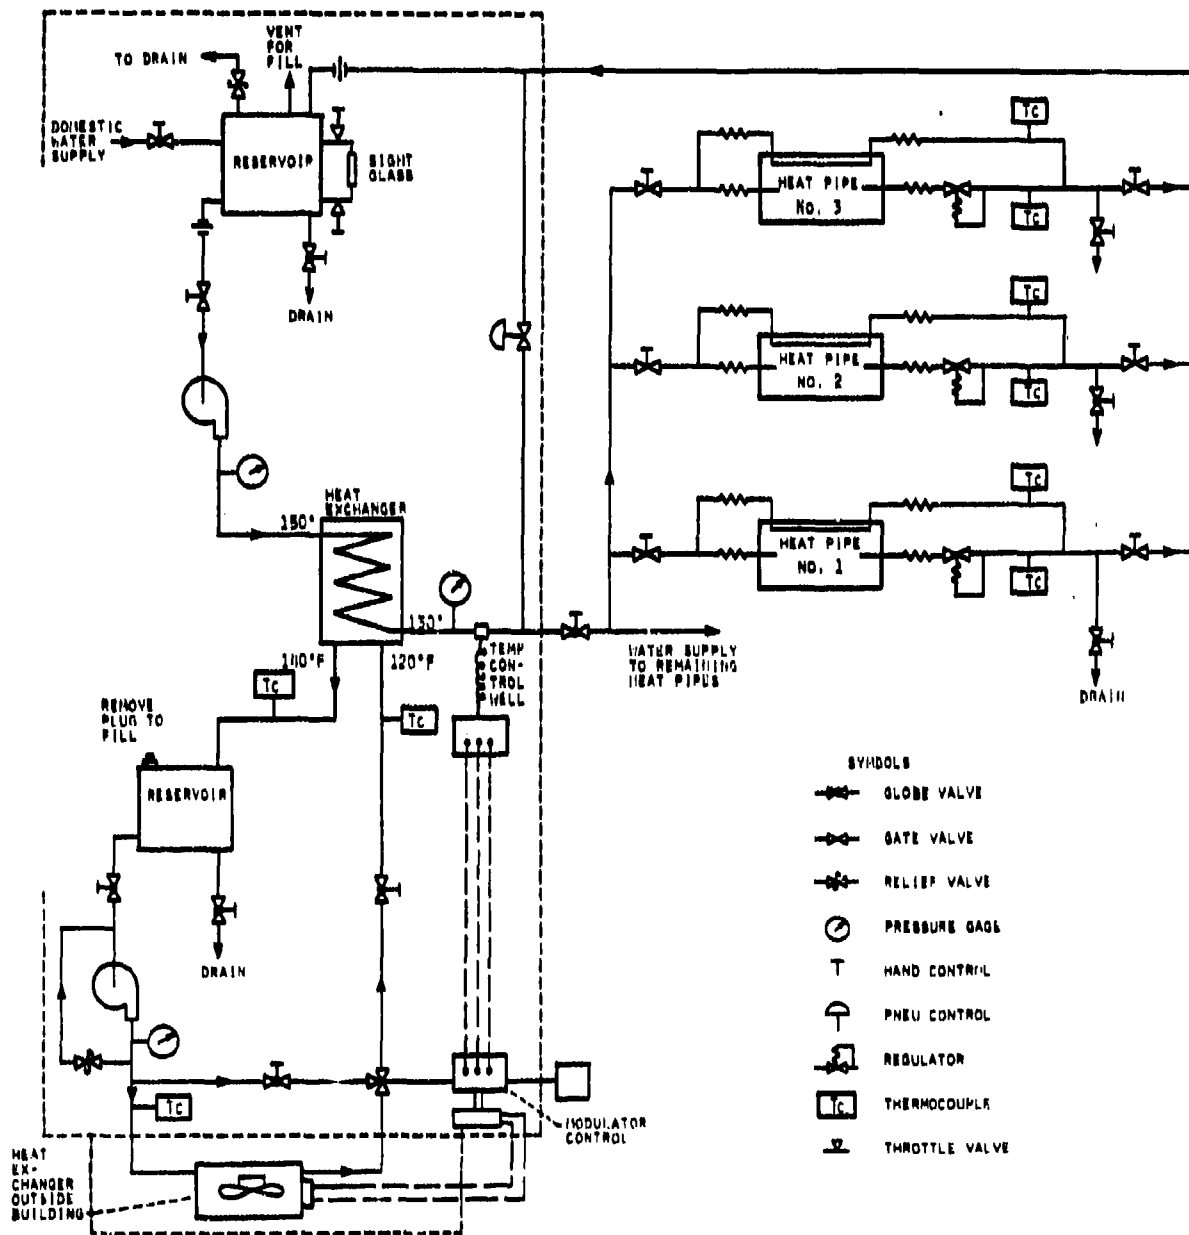 VENT
FOR
FILL
TO DRAIN
DOMESTIC
WATER
SUPPLY
RESERVOIR
SIGHT
GLASS
DRAIN
Tc
HEAT PIPE
No. 3
Tc
Tc
HEAT PIPE
NO. 2
Tc
Tc
HEAT PIPE
NO. 1
Tc
HEAT
EXCHANGER
150°
130°
140°F
120°F
TEMP
CON-
TROL
WELL
WATER SUPPLY
TO REMAINING
HEAT PIPES
DRAIN
Tc
Tc
REMOVE
PLUG TO
FILL
RESERVOIR
DRAIN
Tc
MODULATOR
CONTROL
HEAT
EX-
CHANGER
OUTSIDE
BUILDING
SYMBOLS
GLOBE VALVE
GATE VALVE
RELIEF VALVE
PRESSURE GAGE
HAND CONTROL
PNEU CONTROL
REGULATOR
Tc THERMOCOUPLE
THROTTLE VALVE